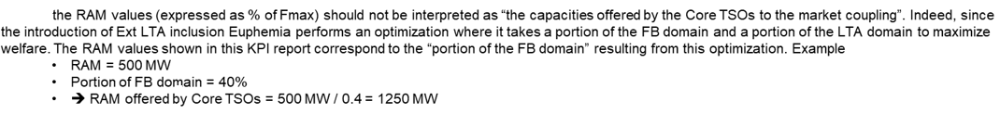 the RAM values (expressed as % of Fmax) should not be interpreted as “the capacities offered by the Core TSOs to the market coupling”. Indeed, since
the introduction of Ext LTA inclusion Euphemia performs an optimization where it takes a portion of the FB domain and a portion of the LTA domain to maximize
welfare. The RAM values shown in this KPI report correspond to the “portion of the FB domain” resulting from this optimization. Example
• RAM = 500 MW
• Portion of FB domain = 40%
• ➔ RAM offered by Core TSOs = 500 MW / 0.4 = 1250 MW